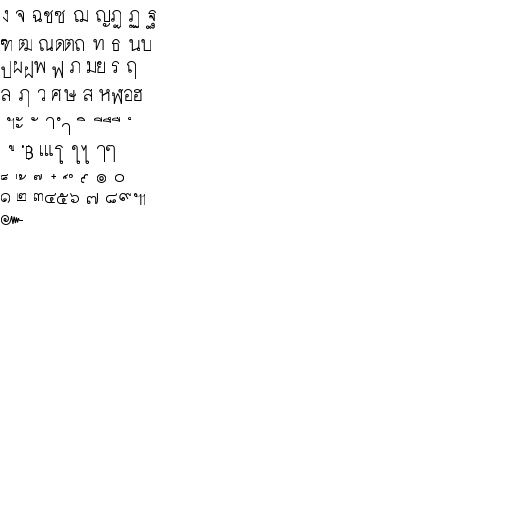 ง จ ฉ ช ซ ฌ ญ ฎ ฏ ฐ
ฑ ฒ ณ ด ต ถ ท ธ น บ
ป ผ ฝ พ ฟ ภ ม ย ร ฤ
ล ฦ ว ศ ษ ส ห ฬ อ ฮ
ฯ ะ ั า ำ ิ ี ึ ื ุ
ู ฺ ฿ เ แ โ ใ ไ ๅ ๆ
็ ่ ้ ๊ ๋ ์ ํ ๎ ๏ ๐
๑ ๒ ๓ ๔ ๕ ๖ ๗ ๘ ๙ ๚
๛